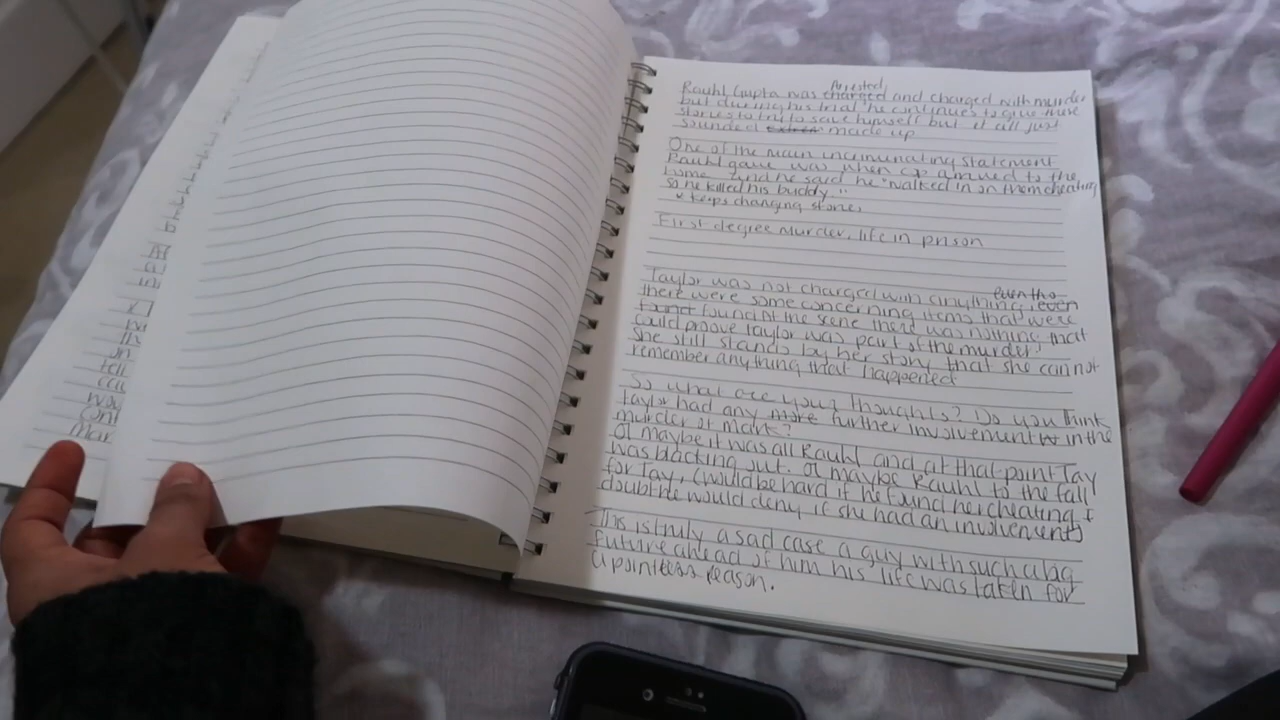 Arrested
Rauhl Gupta was charged and charged with murder
but during his trial he continues to give these
stories to try to save himself but it all just
sounded made up
One of the main incriminating statement
Rauhl gave was when cop arrived to the
home and he said he "walked in on them cheating
so he killed his buddy."
* keeps changing stories
First degree murder, life in prison
Taylor was not charged with anything, even
even tho
there were some concerning items that were
found found at the scene there was nothing that
could proove taylor was part of the murder.
She still stands by her story that she cannot
remember anything that happened
So what are your thoughts? Do you think
taylor had any more further involvement in the
murder of mark?
Or maybe it was all Rauhl and at that point Tay
was blacking out. Or maybe Rauhl to the fall
for Tay, (would be hard if he found her cheating I
doubt he would deny if she had an involvement)
This is truly a sad case a guy with such a big
future ahead of him his life was taken for
a pointless reason.